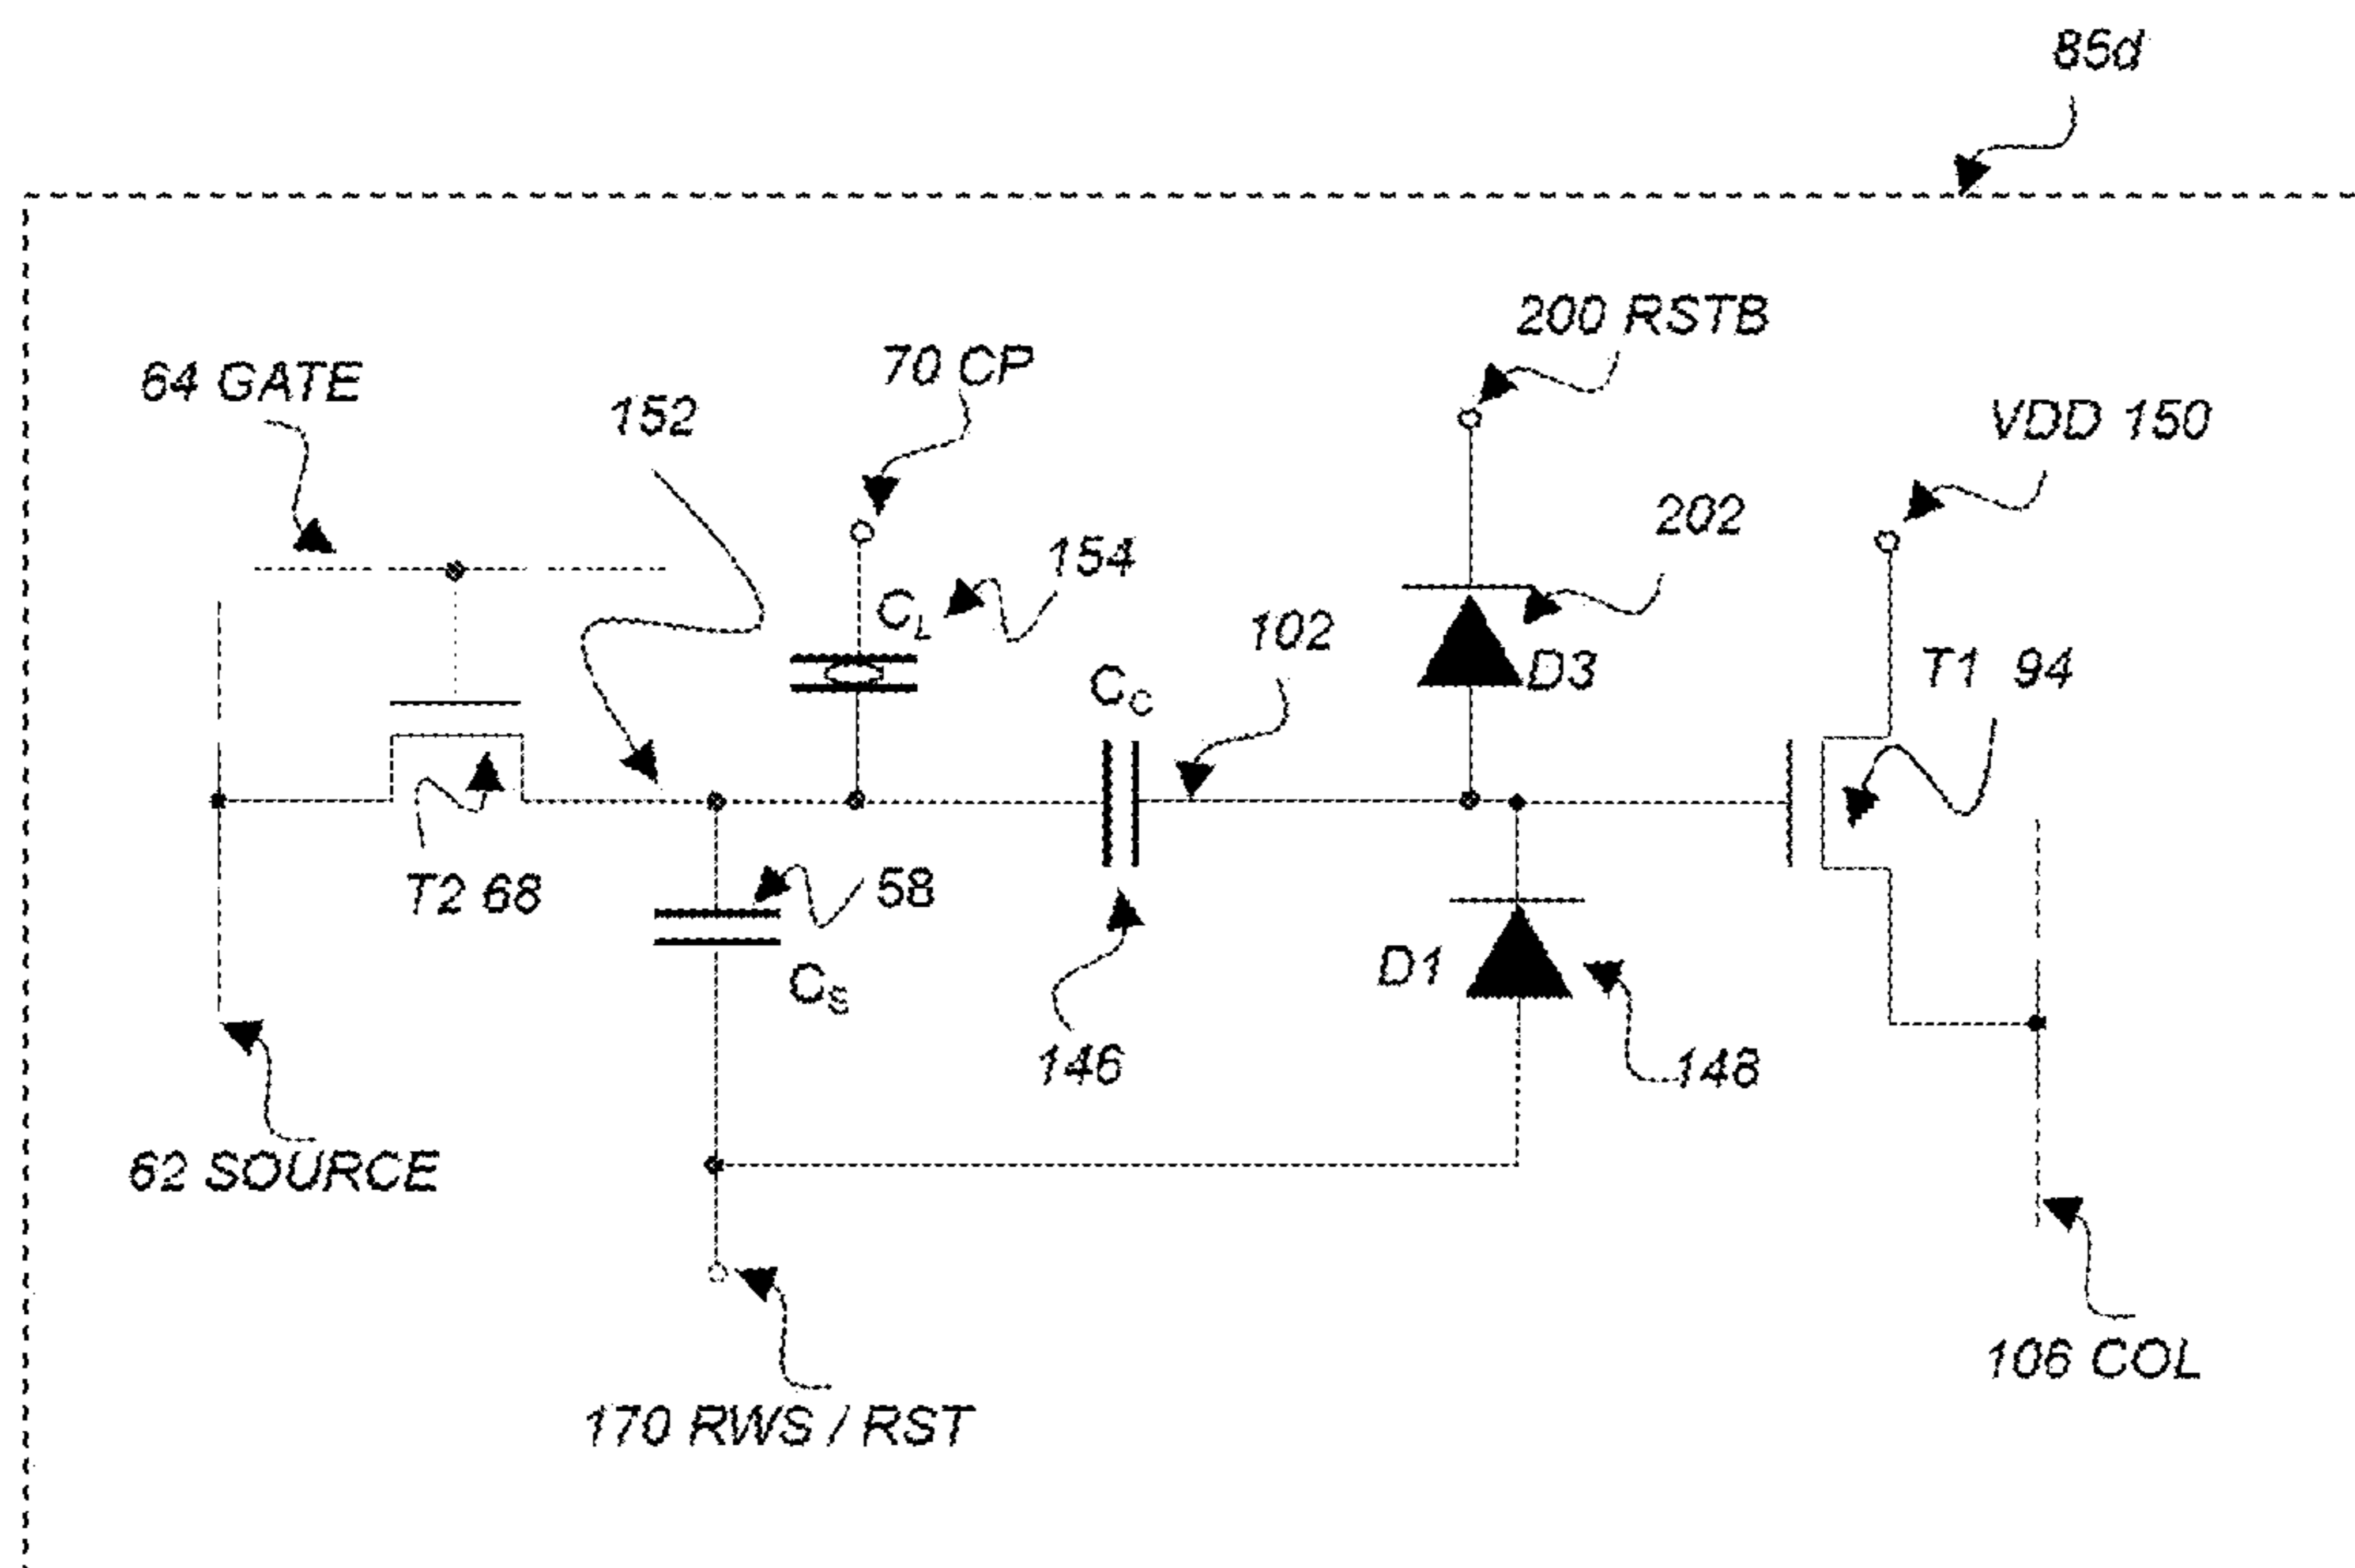 85d
200 RSTB
70 CP
64 GATE
152
VDD 150
202
154
CL
102
CC
D3
T1 94
T2 68
58
D1
CS
146
148
62 SOURCE
106 COL
170 RWS / RST